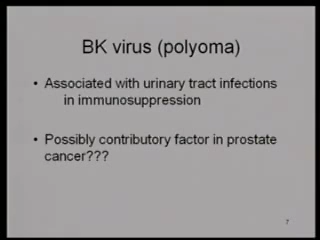 BK virus (polyoma)
• Associated with urinary tract infections
in immunosuppression
• Possibly contributory factor in prostate
cancer???
7